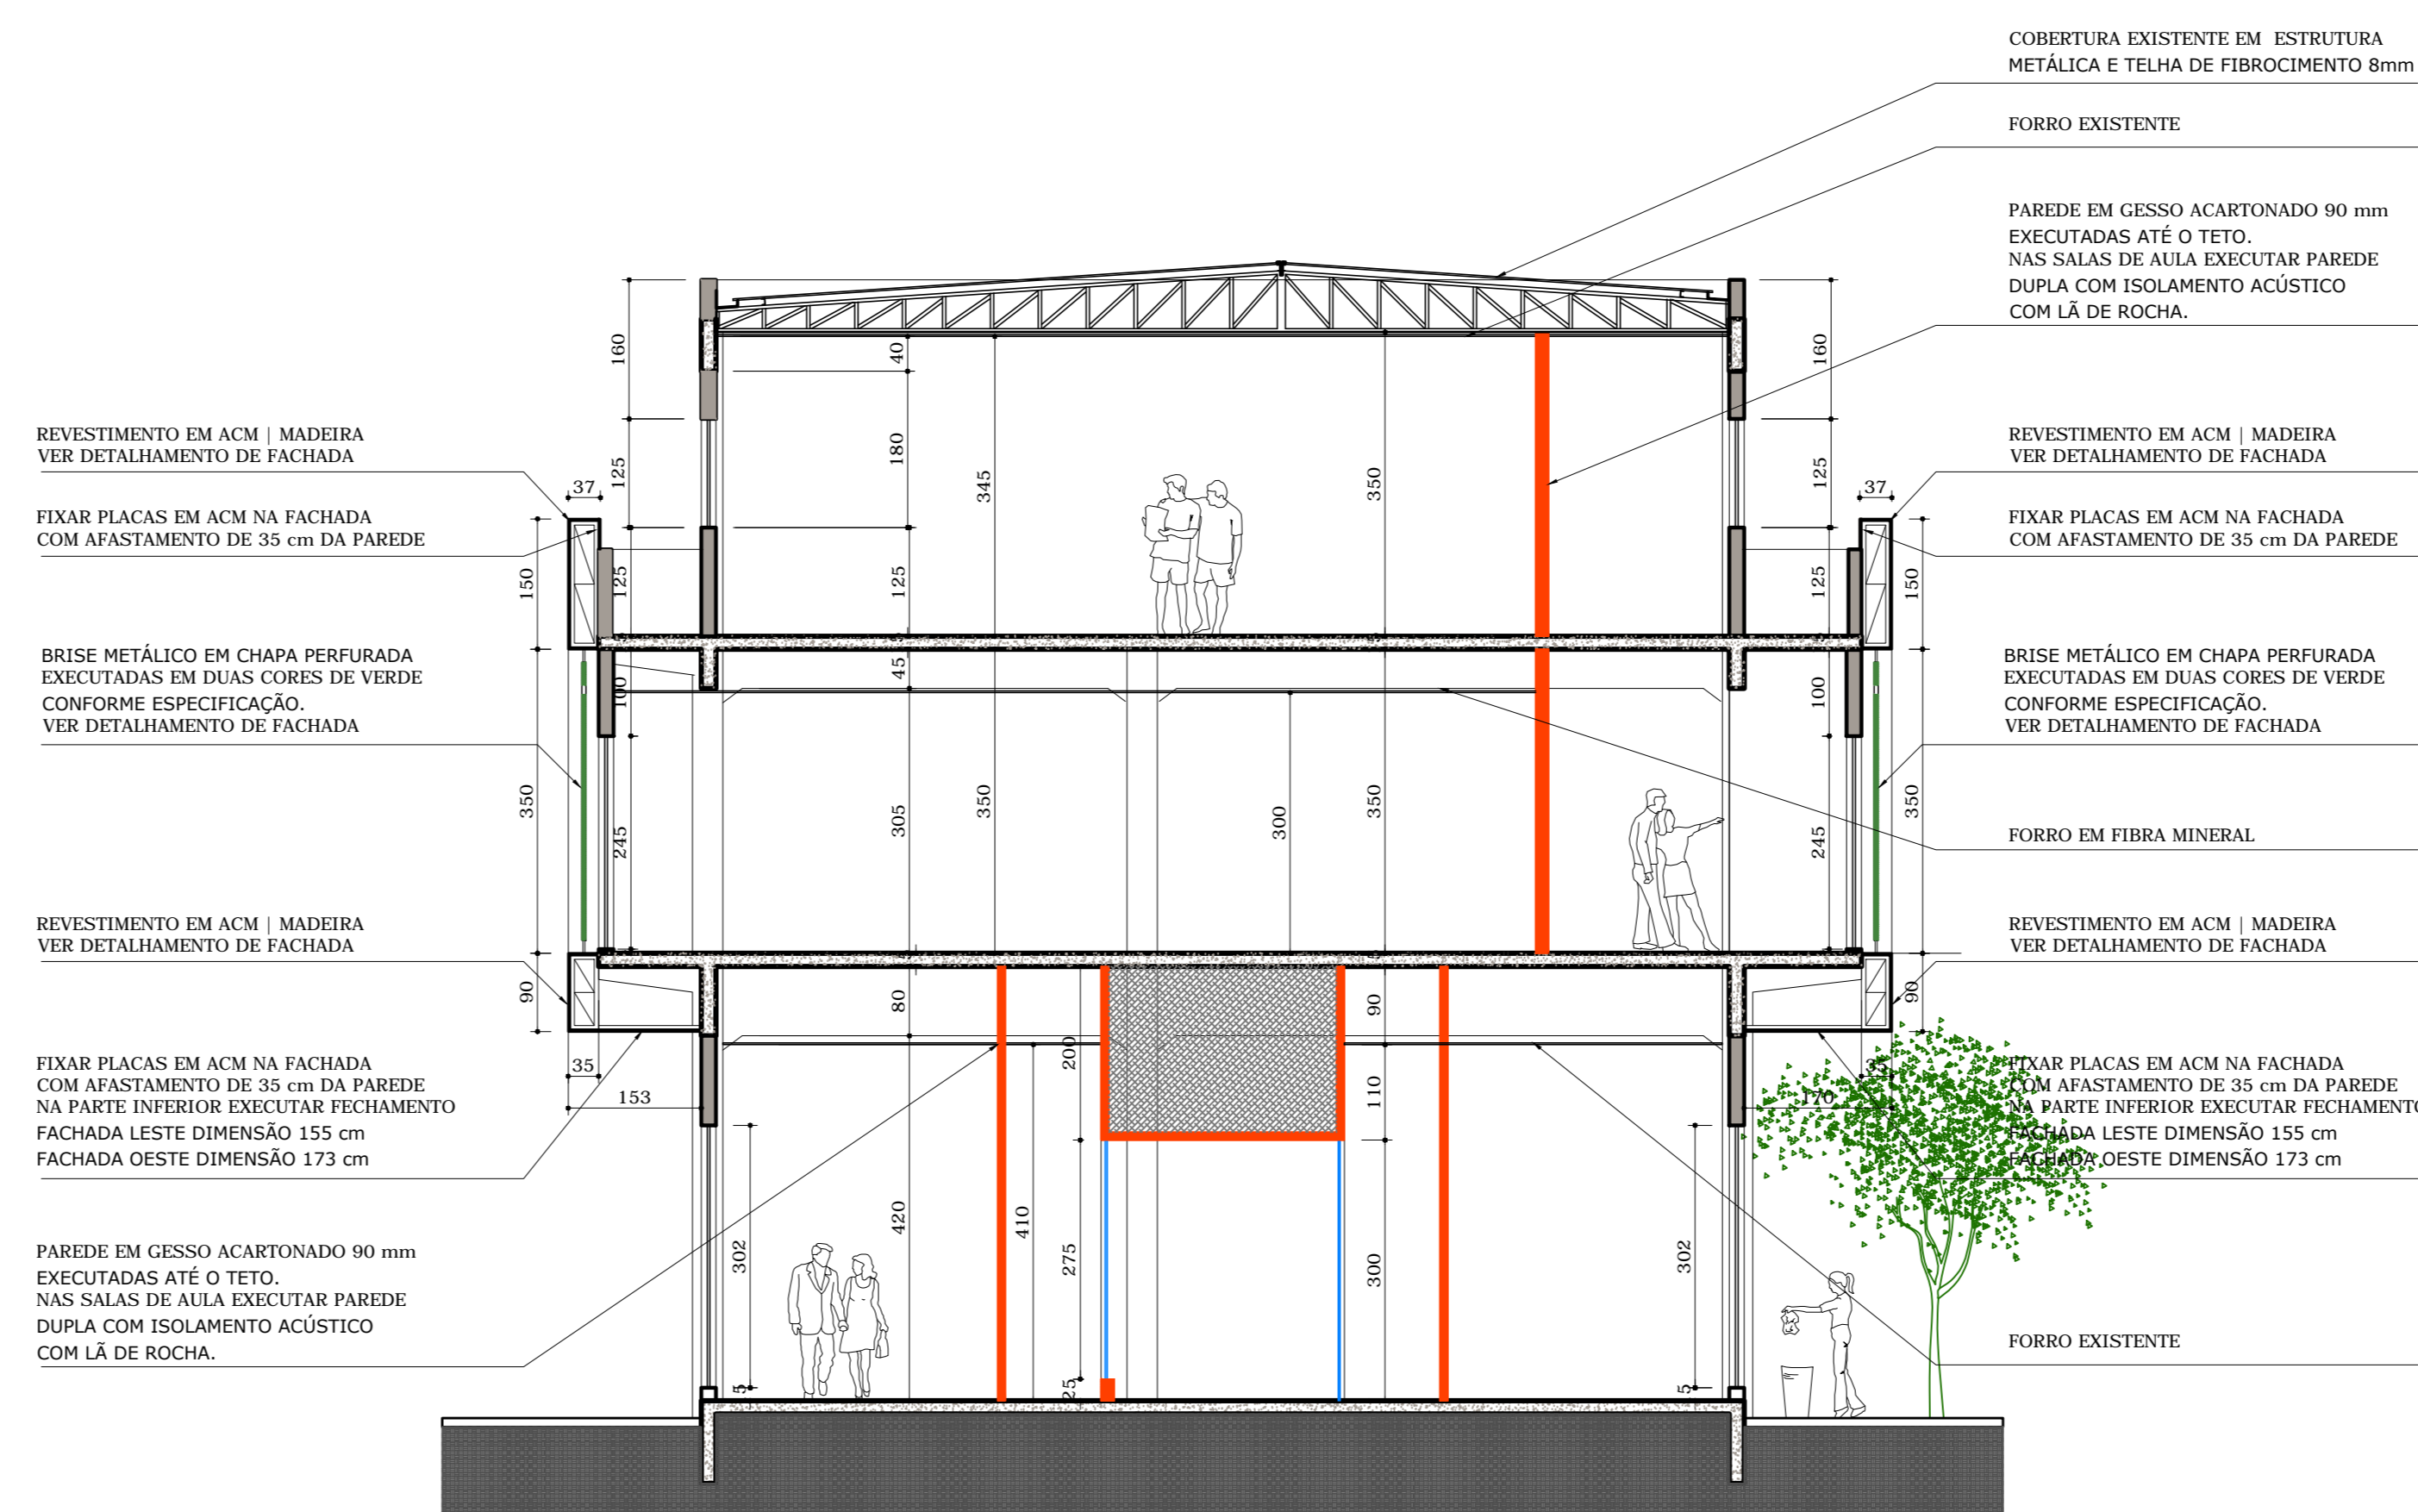 COBERTURA EXISTENTE EM ESTRUTURA
METÁLICA E TELHA DE FIBROCIMENTO 8mm
FORRO EXISTENTE
PAREDE EM GESSO ACARTONADO 90 mm
EXECUTADAS ATÉ O TETO.
NAS SALAS DE AULA EXECUTAR PAREDE
DUPLA COM ISOLAMENTO ACÚSTICO
COM LÃ DE ROCHA.
REVESTIMENTO EM ACM | MADEIRA
VER DETALHAMENTO DE FACHADA
FIXAR PLACAS EM ACM NA FACHADA
COM AFASTAMENTO DE 35 cm DA PAREDE
BRISE METÁLICO EM CHAPA PERFURADA
EXECUTADAS EM DUAS CORES DE VERDE
CONFORME ESPECIFICAÇÃO.
VER DETALHAMENTO DE FACHADA
REVESTIMENTO EM ACM | MADEIRA
VER DETALHAMENTO DE FACHADA
FIXAR PLACAS EM ACM NA FACHADA
COM AFASTAMENTO DE 35 cm DA PAREDE
NA PARTE INFERIOR EXECUTAR FECHAMENTO
FACHADA LESTE DIMENSÃO 155 cm
FACHADA OESTE DIMENSÃO 173 cm
PAREDE EM GESSO ACARTONADO 90 mm
EXECUTADAS ATÉ O TETO.
NAS SALAS DE AULA EXECUTAR PAREDE
DUPLA COM ISOLAMENTO ACÚSTICO
COM LÃ DE ROCHA.
160
125
37
125
150
100
350
245
90
35
153
302
5
40
180
345
125
45
305
350
300
80
420
410
200
275
25
350
350
90
110
300
302
5
160
125
37
125
150
100
350
245
90
35
170
REVESTIMENTO EM ACM | MADEIRA
VER DETALHAMENTO DE FACHADA
FIXAR PLACAS EM ACM NA FACHADA
COM AFASTAMENTO DE 35 cm DA PAREDE
BRISE METÁLICO EM CHAPA PERFURADA
EXECUTADAS EM DUAS CORES DE VERDE
CONFORME ESPECIFICAÇÃO.
VER DETALHAMENTO DE FACHADA
FORRO EM FIBRA MINERAL
REVESTIMENTO EM ACM | MADEIRA
VER DETALHAMENTO DE FACHADA
FIXAR PLACAS EM ACM NA FACHADA
COM AFASTAMENTO DE 35 cm DA PAREDE
NA PARTE INFERIOR EXECUTAR FECHAMENTO
FACHADA LESTE DIMENSÃO 155 cm
FACHADA OESTE DIMENSÃO 173 cm
FORRO EXISTENTE